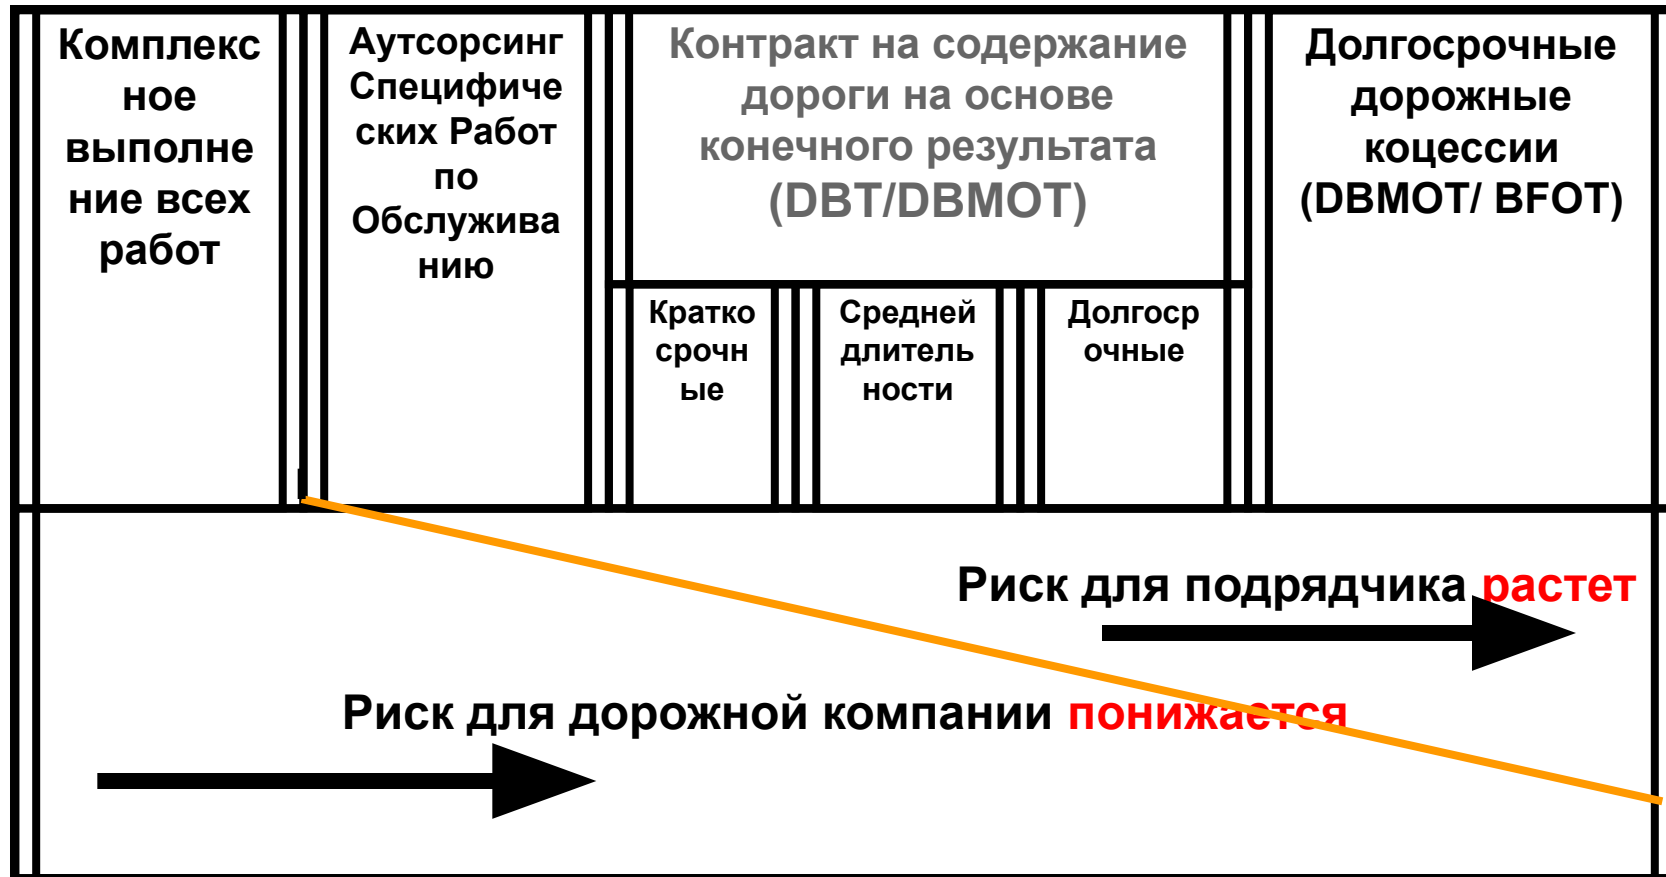 Комплекс
ное
выполне
ние всех
работ
Аутсорсинг
Специфиче
ских Работ
по
Обслужива
нию
Контракт на содержание
дороги на основе
конечного результата
(DBT/DBMOT)
Долгосрочные
дорожные
коцессии
(DBMOT/ BFOT)
Кратко
срочн
ые
Средней
длитель
ности
Долгоср
очные
Риск для подрядчика растет
Риск для дорожной компании понижается